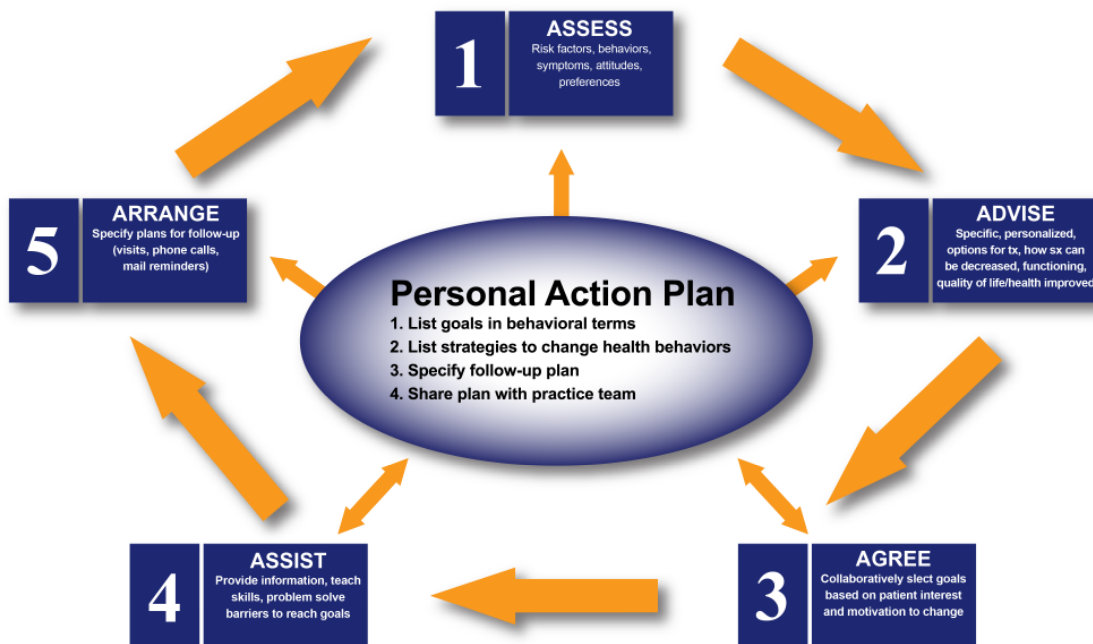 1
ASSESS
Risk factors, behaviors,
symptoms, attitudes,
preferences
2
ADVISE
Specific, personalized,
options for tx, how sx can
be decreased, functioning,
quality of life/health improved
3
AGREE
Collaboratively slect goals
based on patient interest
and motivation to change
4
ASSIST
Provide information, teach
skills, problem solve
barriers to reach goals
5
ARRANGE
Specify plans for follow-up
(visits, phone calls,
mail reminders)
Personal Action Plan
1. List goals in behavioral terms
2. List strategies to change health behaviors
3. Specify follow-up plan
4. Share plan with practice team